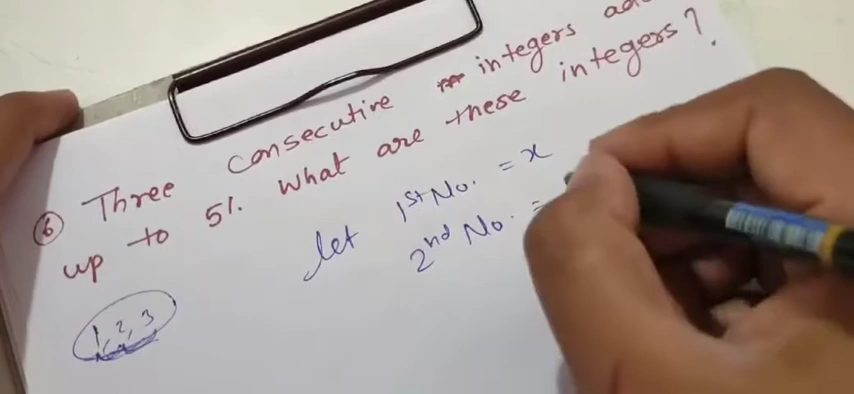 ⑥ Three consecutive integers add
up to 51. What are these integers?
let 1st No. = x
2nd No. =
1, 2, 3